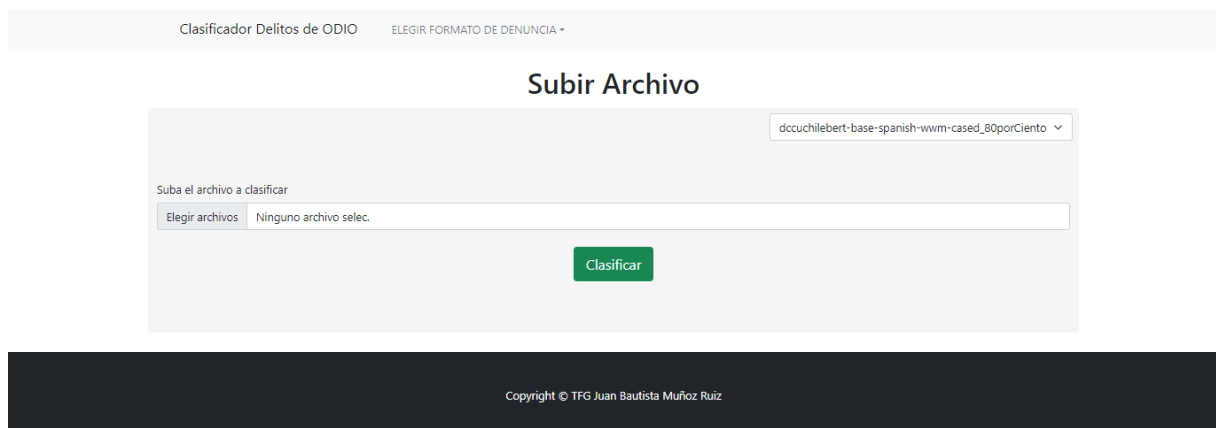 Clasificador Delitos de ODIO ELEGIR FORMATO DE DENUNCIA
Subir Archivo
dccuchilebert-base-spanish-wwm-cased_80porCiento
Suba el archivo a clasificar
Elegir archivos Ninguno archivo selec.
Clasificar
Copyright © TFG Juan Bautista Muñoz Ruiz